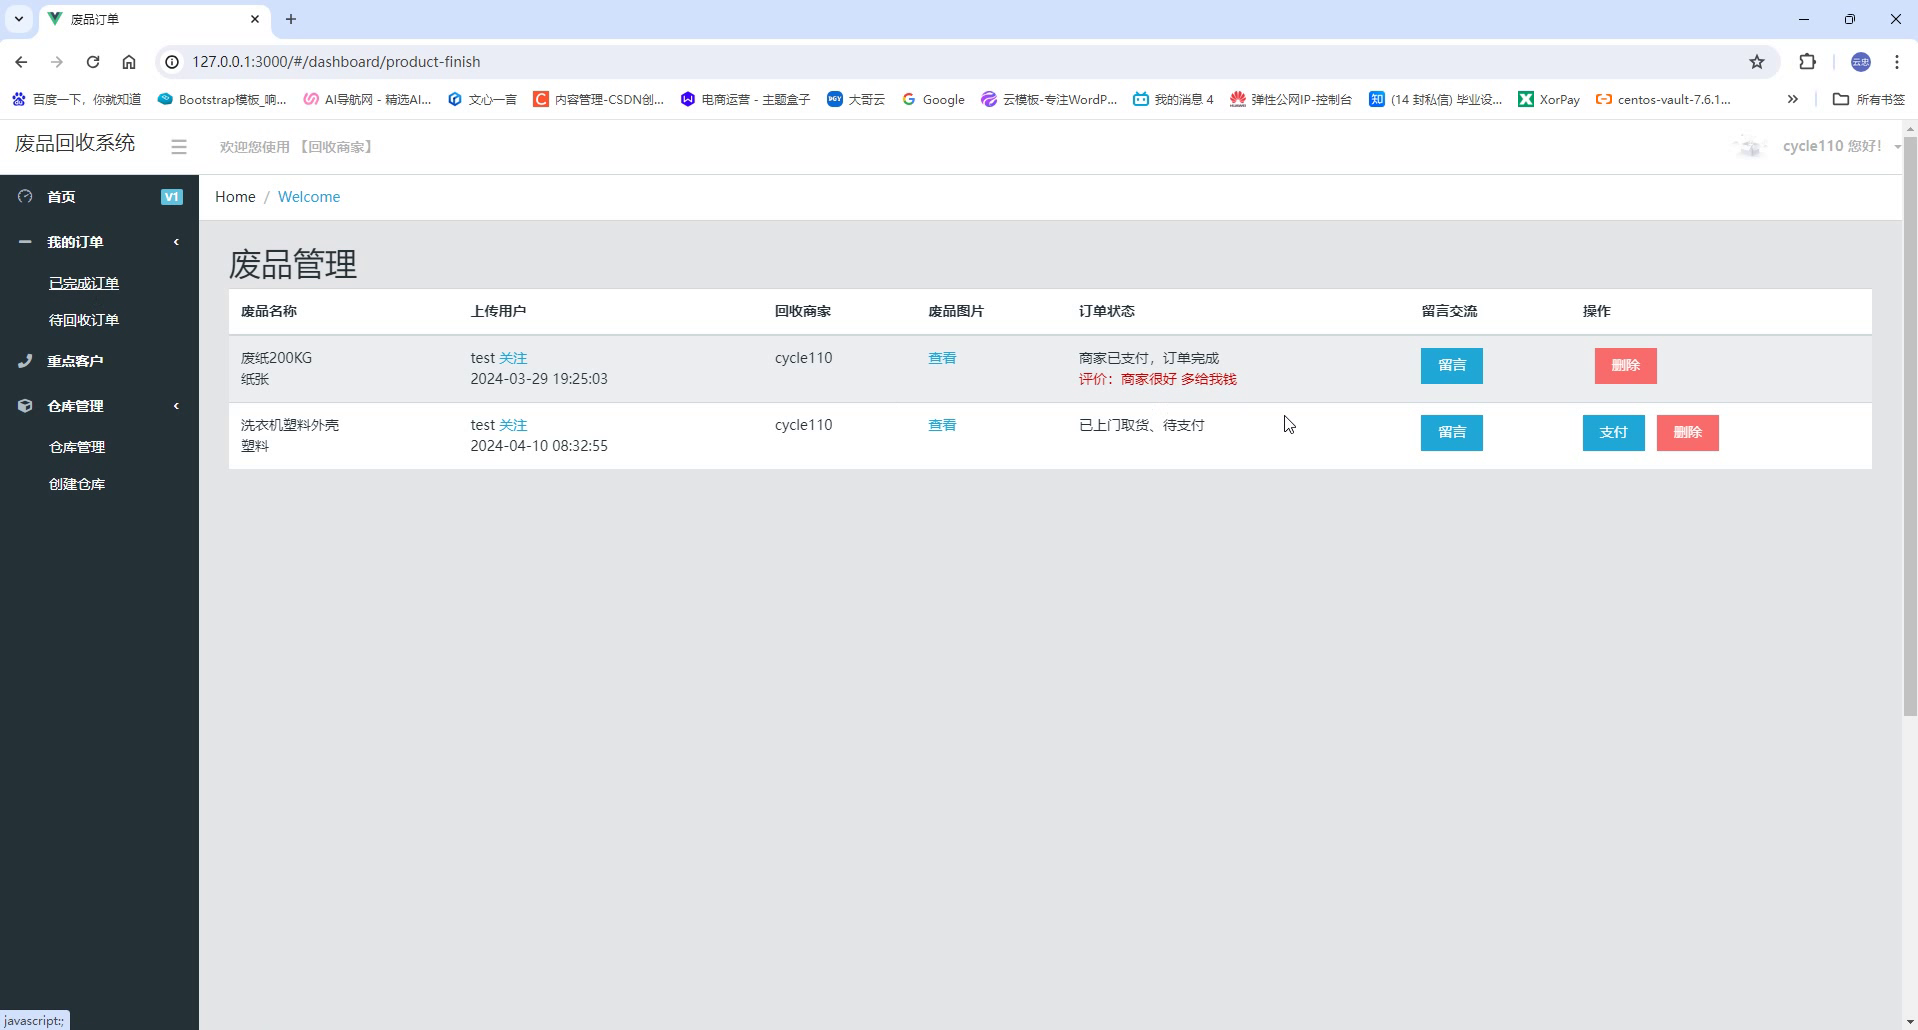 废品订单
127.0.0.1:3000/#/dashboard/product-finish
云忠
百度一下，你就知道
Bootstrap模板_响...
AI导航网 - 精选AI...
文心一言
内容管理-CSDN创...
电商运营 - 主题盒子
大哥云
Google
云模板-专注WordP...
我的消息 4
弹性公网IP-控制台
(14 封私信) 毕业设...
XorPay
centos-vault-7.6.1...
所有书签
废品回收系统
欢迎您使用 【回收商家】
cycle110 您好!
首页 V1
我的订单
已完成订单
待回收订单
重点客户
仓库管理
仓库管理
创建仓库
Home / Welcome
废品管理
废品名称 上传用户 回收商家 废品图片 订单状态 留言交流 操作
废纸200KG test 关注 cycle110 查看 商家已支付，订单完成 留言 删除
纸张 2024-03-29 19:25:03 评价：商家很好 多给我钱
洗衣机塑料外壳 test 关注 cycle110 查看 已上门取货、待支付 留言 支付 删除
塑料 2024-04-10 08:32:55
javascript:;